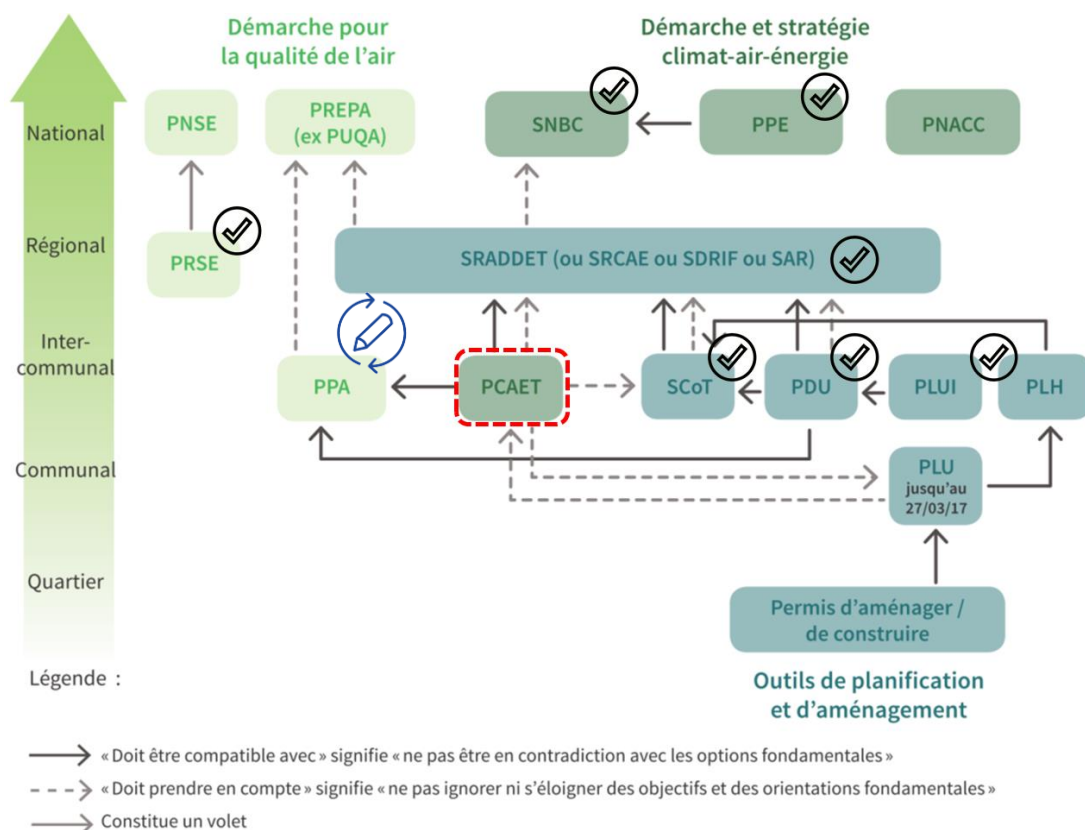 Démarche pour
la qualité de l’air
Démarche et stratégie
climat-air-énergie
National
PNSE
PREPA
(ex PUQA)
SNBC
PPE
PNACC
Régional
PRSE
SRADDET (ou SRCAE ou SDRIF ou SAR)
Inter-
communal
PPA
PCAET
SCoT
PDU
PLUI
PLH
Communal
PLU
jusqu’au
27/03/17
Quartier
Permis d’aménager /
de construire
Outils de planification
et d’aménagement
Légende :
« Doit être compatible avec » signifie « ne pas être en contradiction avec les options fondamentales »
« Doit prendre en compte » signifie « ne pas ignorer ni s’éloigner des objectifs et des orientations fondamentales »
Constitue un volet